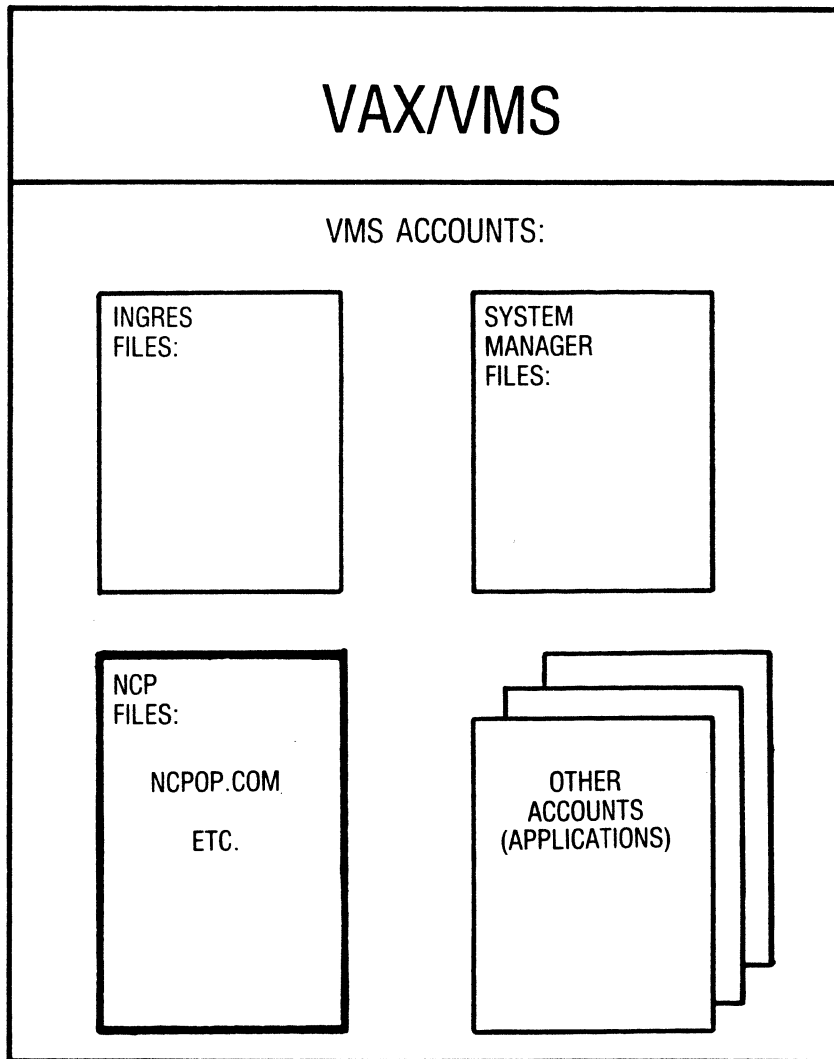 VAX/VMS
VMS ACCOUNTS:
INGRES
FILES:
SYSTEM
MANAGER
FILES:
NCP
FILES:
NCPOP.COM
ETC.
OTHER
ACCOUNTS
(APPLICATIONS)